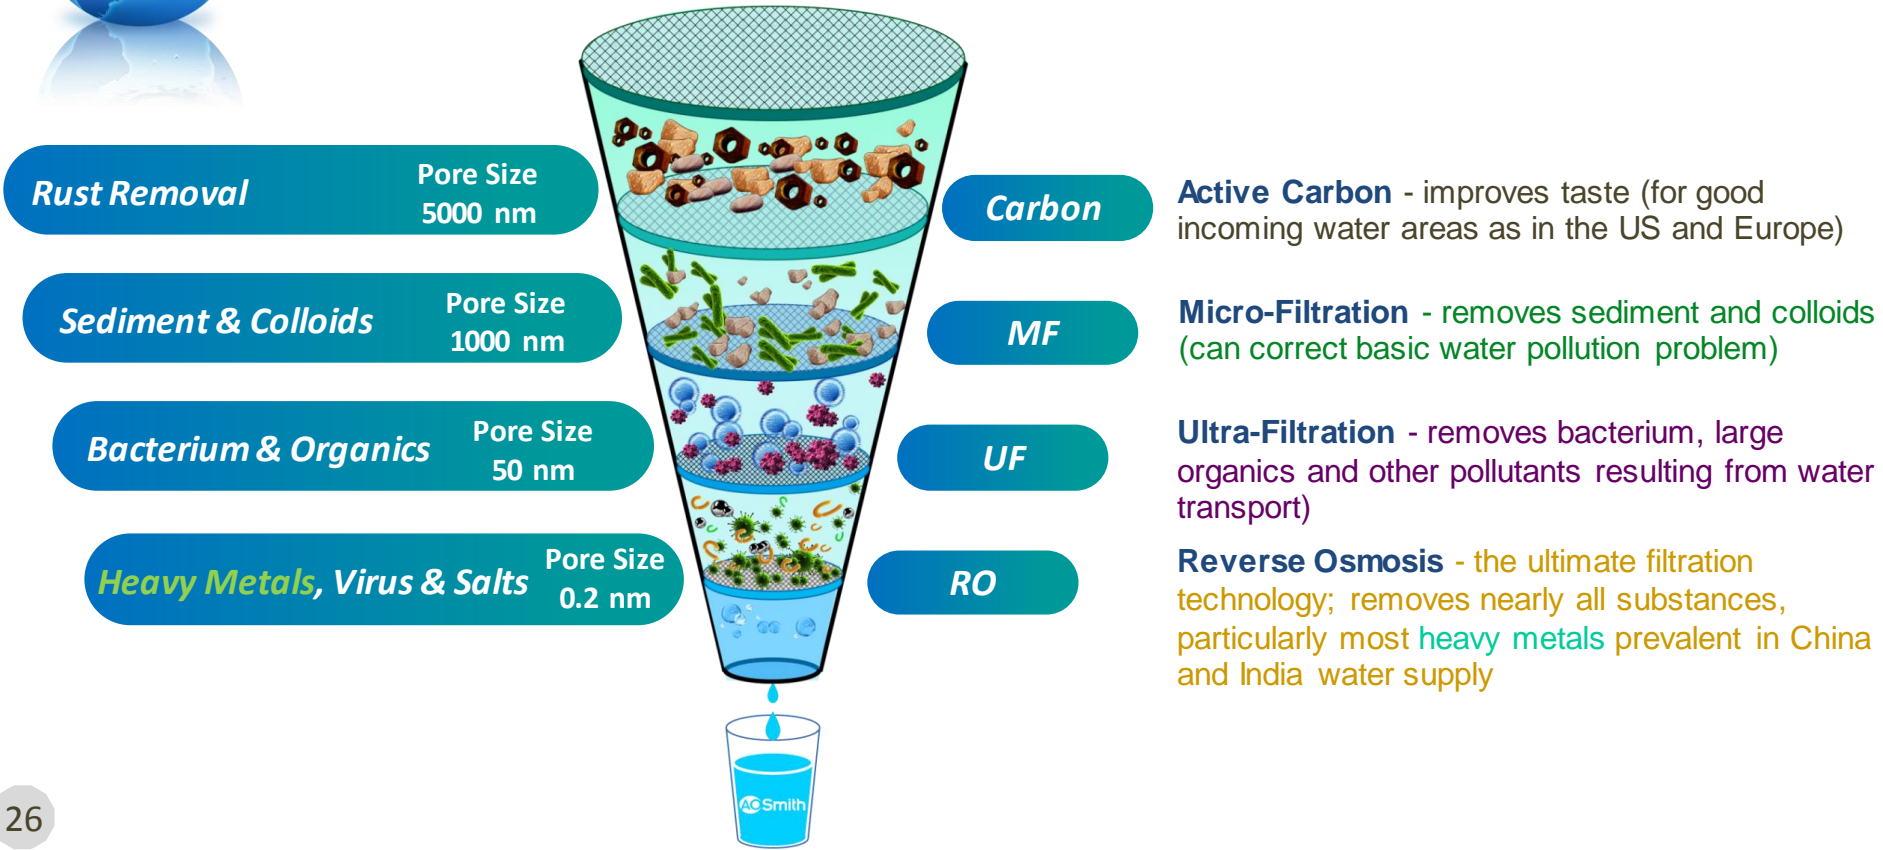 Rust Removal
Pore Size
5000 nm
Carbon
Active Carbon - improves taste (for good
incoming water areas as in the US and Europe)
Sediment & Colloids
Pore Size
1000 nm
MF
Micro-Filtration - removes sediment and colloids
(can correct basic water pollution problem)
Bacterium & Organics
Pore Size
50 nm
UF
Ultra-Filtration - removes bacterium, large
organics and other pollutants resulting from water
transport)
Heavy Metals, Virus & Salts
Pore Size
0.2 nm
RO
Reverse Osmosis - the ultimate filtration
technology; removes nearly all substances,
particularly most heavy metals prevalent in China
and India water supply
AO Smith
26